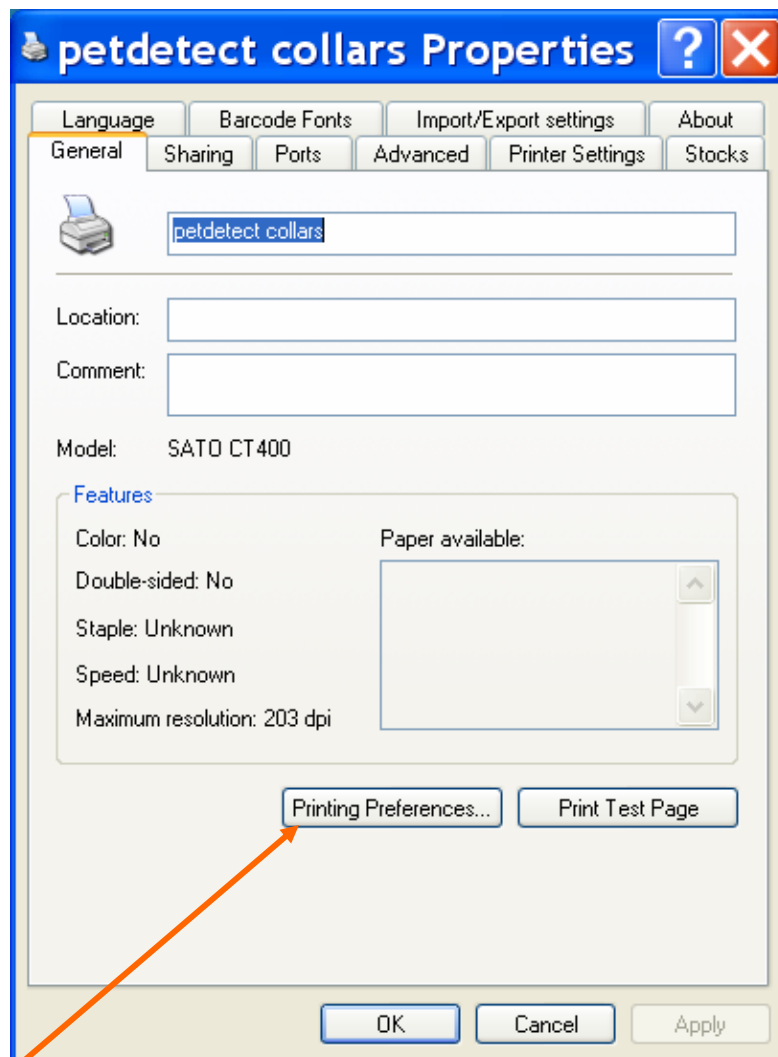 petdetect collars Properties ?
Language Barcode Fonts Import/Export settings About
General Sharing Ports Advanced Printer Settings Stocks
petdetect collars
Location:
Comment:
Model: SATO CT400
Features
Color: No Paper available:
Double-sided: No
Staple: Unknown
Speed: Unknown
Maximum resolution: 203 dpi
Printing Preferences... Print Test Page
OK Cancel Apply